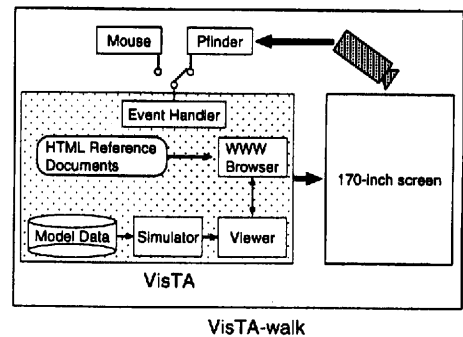 Mouse
Pfinder
Event Handler
HTML Reference
Documents
WWW
Browser
170-inch screen
Model Data
Simulator
Viewer
VisTA
VisTA-walk